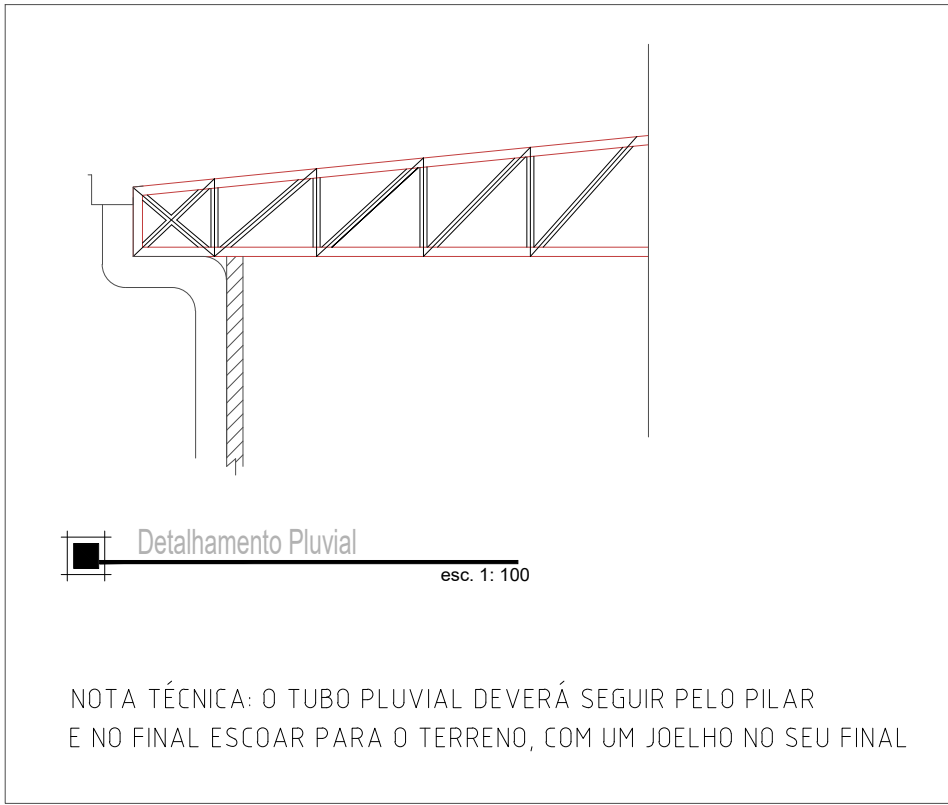 Detalhamento Pluvial
esc. 1: 100
NOTA TÉCNICA: O TUBO PLUVIAL DEVERÁ SEGUIR PELO PILAR
E NO FINAL ESCOAR PARA O TERRENO, COM UM JOELHO NO SEU FINAL